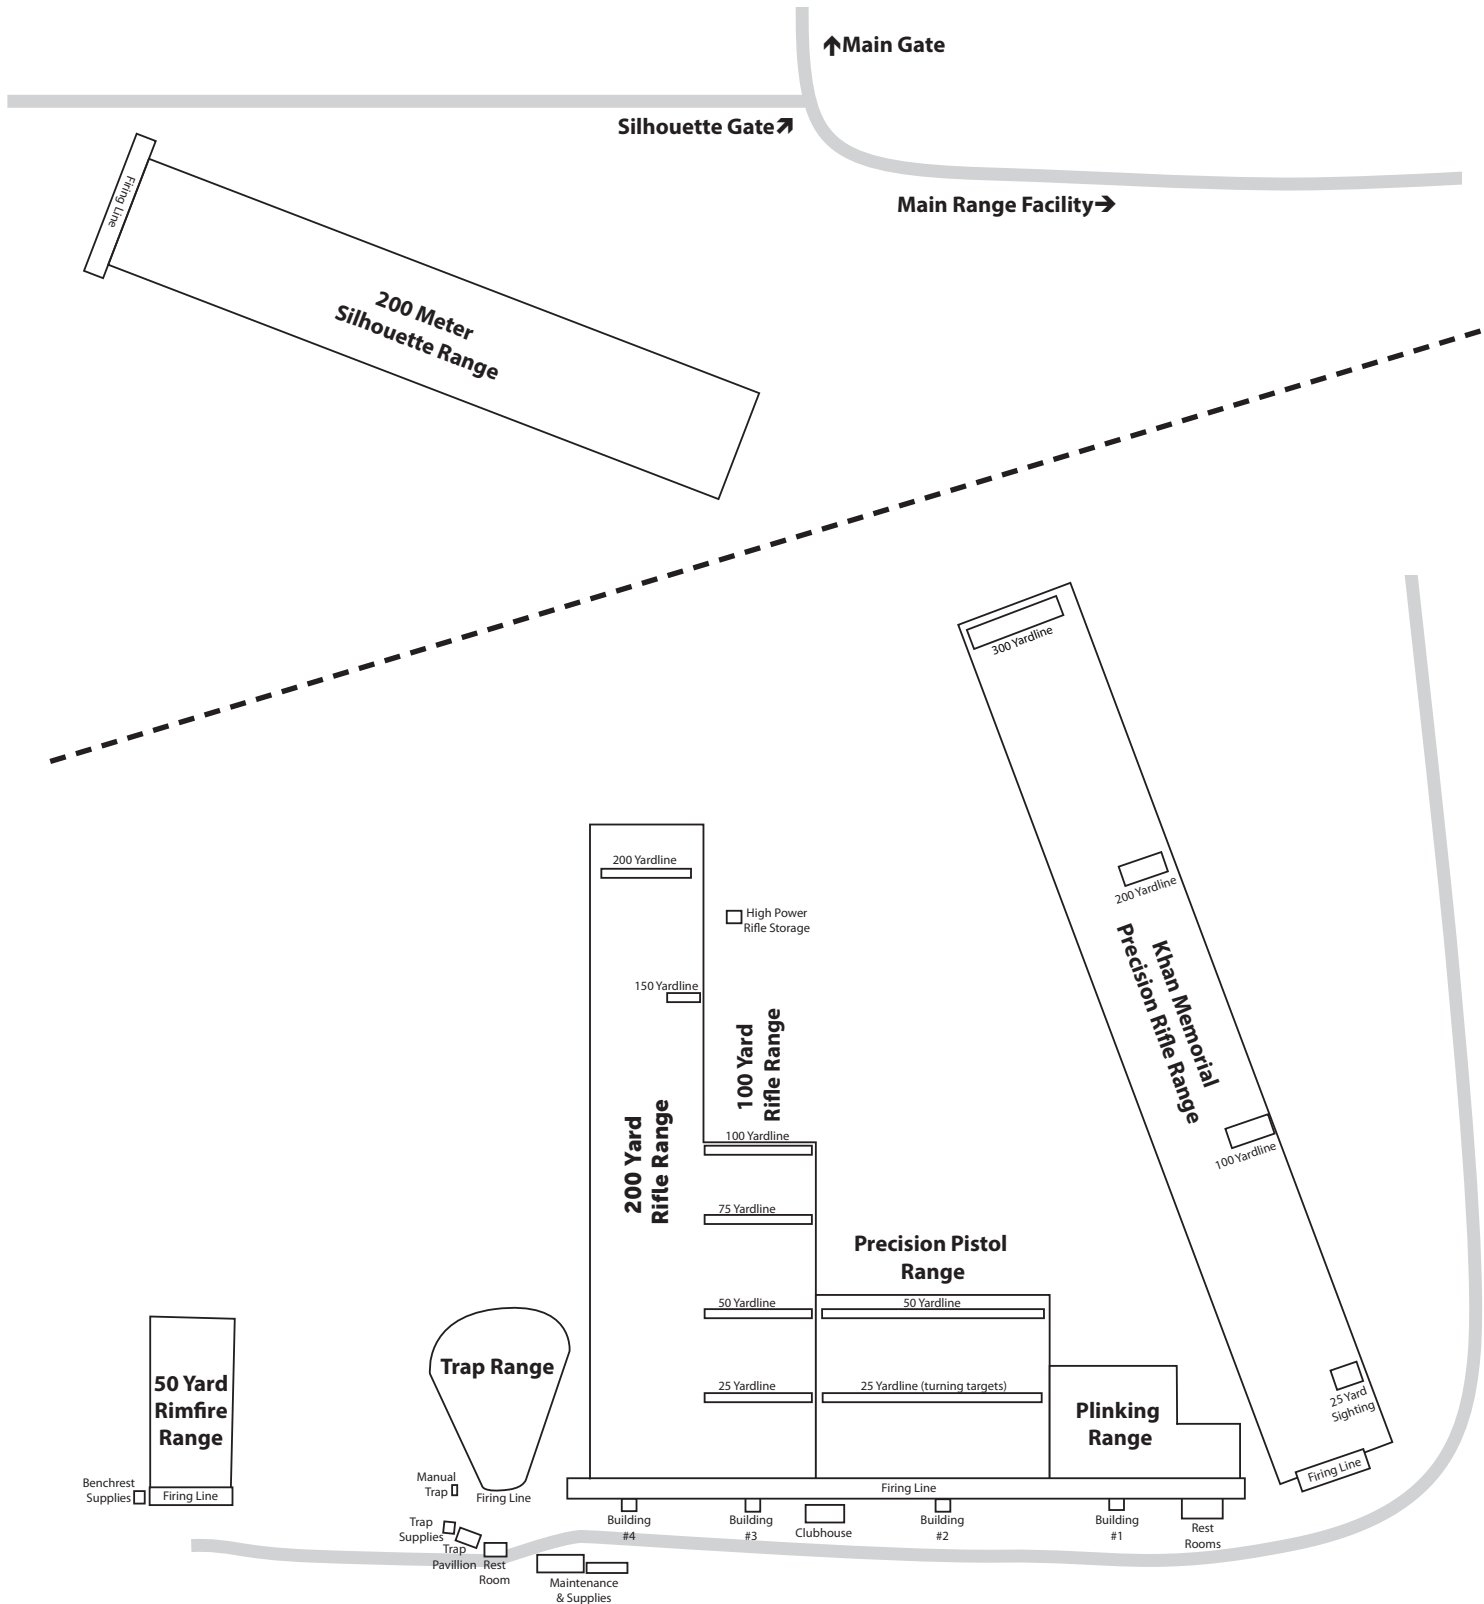 ↑Main Gate
Silhouette Gate↗
Main Range Facility→
Firing Line
200 Meter
Silhouette Range
300 Yardline
200 Yardline
Khan Memorial
Precision Rifle Range
100 Yardline
25 Yard
Sighting
Firing Line
200 Yardline
High Power
Rifle Storage
150 Yardline
100 Yard
Rifle Range
200 Yard
Rifle Range
100 Yardline
75 Yardline
50 Yardline
25 Yardline
Precision Pistol
Range
50 Yardline
25 Yardline (turning targets)
Plinking
Range
Trap Range
50 Yard
Rimfire
Range
Benchrest
Supplies
Firing Line
Manual
Trap
Firing Line
Firing Line
Trap
Supplies
Trap
Pavillion
Rest
Room
Maintenance
& Supplies
Building
#4
Building
#3
Clubhouse
Building
#2
Building
#1
Rest
Rooms